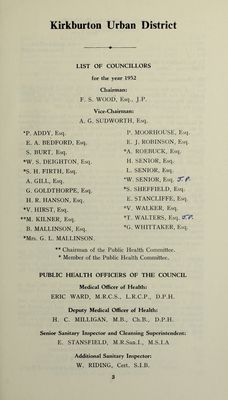 Kirkburton Urban District
LIST OF COUNCILLORS
for the year 1952
Chairman:
F. S. WOOD, Esq., J.P.
Vice-Chairman:
A. G. SUDWORTH, Esq.
*P. ADDY, Esq.
E. A. BEDFORD, Esq.
S. BURT, Esq.
*W. S. DEIGHTON, Esq.
*S. H. FIRTH, Esq.
A. GILL, Esq.
G. GOLDTHORPE, Esq.
H. R. HANSON, Esq.
*V. HIRST, Esq.
**M. KILNER, Esq.
B. MALLINSON, Esq.
*Mrs. G. L. MALLINSON.
P. MOORHOUSE, Esq.
E. J. ROBINSON, Esq.
*A. ROEBUCK, Esq.
H. SENIOR, Esq.
L. SENIOR, Esq.
*W. SENIOR, Esq. J.P.
*S. SHEFFIELD, Esq.
E. STANCLIFFE, Esq.
*V. WALKER, Esq.
*T. WALTERS, Esq. J.P.
*G. WHITTAKER, Esq.
** Chairman of the Public Health Committee.
* Member of the Public Health Committee.
PUBLIC HEALTH OFFICERS OF THE COUNCIL
Medical Officer of Health:
ERIC WARD, M.R.C.S., L.R.C.P., D.P.H.
Deputy Medical Officer of Health:
H. C. MILLIGAN, M.B., Ch.B., D.P.H.
Senior Sanitary Inspector and Cleansing Superintendent:
E. STANSFIELD, M.R.San.I., M.S.I.A
Additional Sanitary Inspector:
W. RIDING, Cert. S.I.B.
3